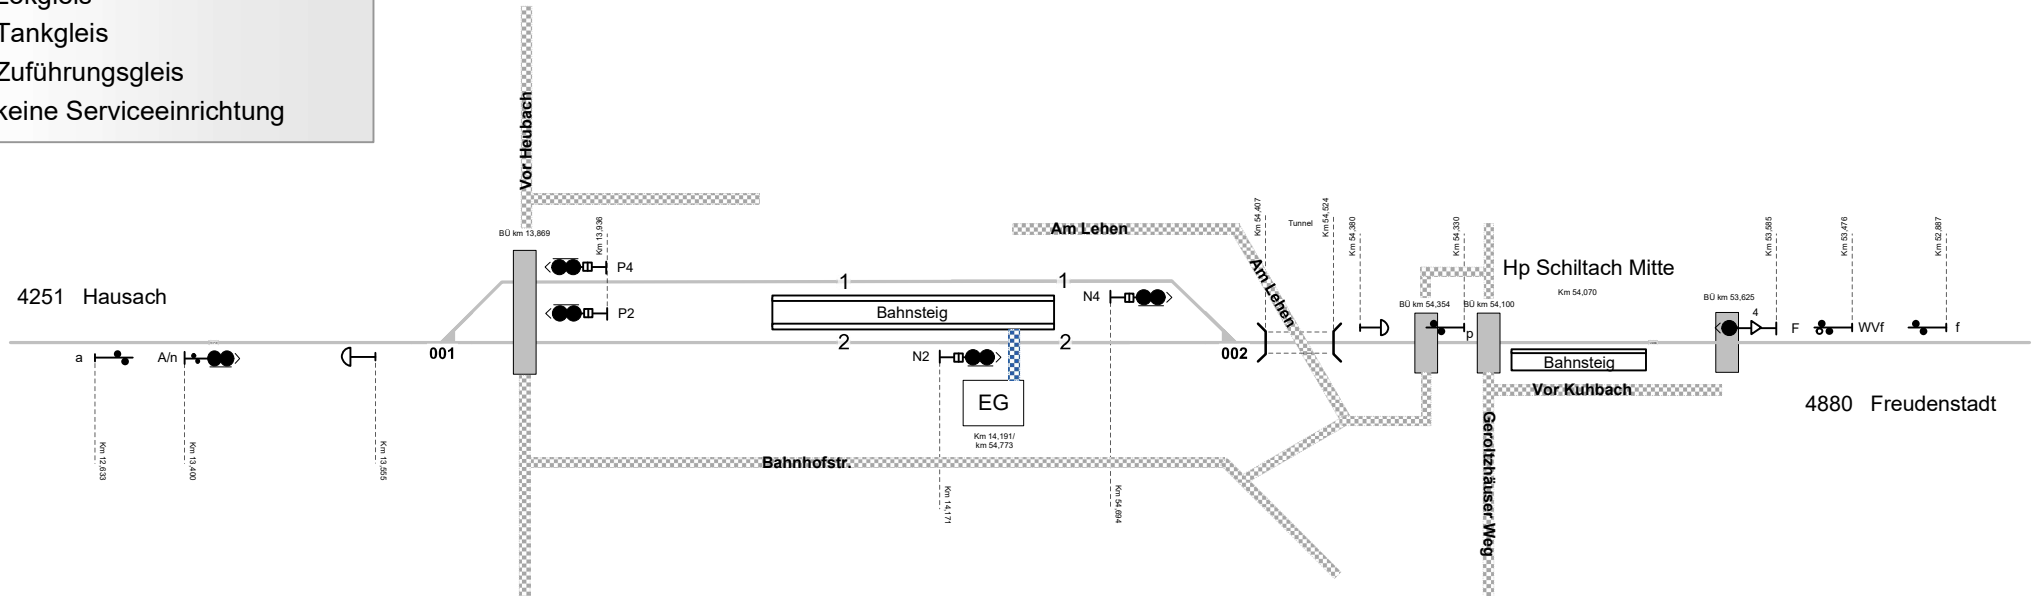 Tankgleis
Zuführungsgleis
keine Serviceeinrichtung
Vor Heubach
BÜ km 13,869
Km 13,936
P4
P2
4251 Hausach
a
A/n
Km 12,633
Km 13,400
Km 13,555
001
1
1
Bahnsteig
2
2
N4
N2
EG
Km 14,191/
km 54,773
Km 14,171
Km 54,694
Bahnhofstr.
Am Lehen
Am Lehen
002
Km 54,407
Tunnel
Km 54,524
Km 54,380
Km 54,330
BÜ km 54,354
BÜ km 54,100
p
Hp Schiltach Mitte
Km 54,070
Bahnsteig
Vor Kuhbach
Geroltzhäuser Weg
BÜ km 53,625
4
F
WVf
f
Km 53,585
Km 53,476
Km 52,887
4880 Freudenstadt